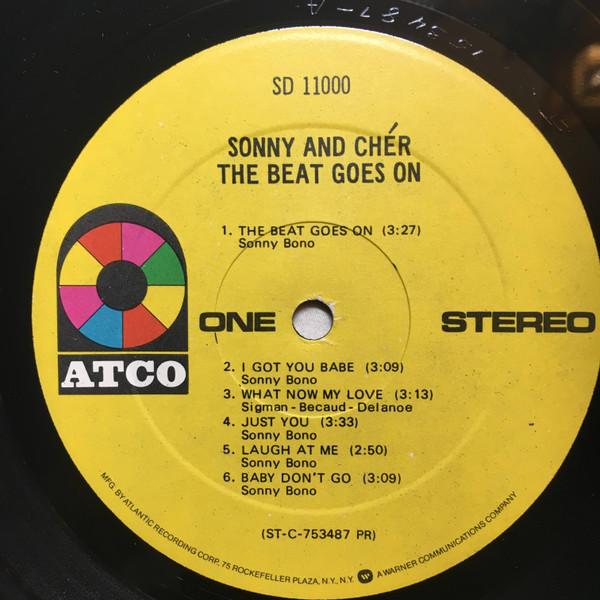 SD 11000
SONNY AND CHÉR
THE BEAT GOES ON
1. THE BEAT GOES ON (3:27)
Sonny Bono
ATCO
ONE
STEREO
2. I GOT YOU BABE (3:09)
Sonny Bono
3. WHAT NOW MY LOVE (3:13)
Sigman-Becaud-Delanoe
4. JUST YOU (3:33)
Sonny Bono
5. LAUGH AT ME (2:50)
Sonny Bono
6. BABY DON'T GO (3:09)
Sonny Bono
(ST-C-753487 PR)
MFG. BY ATLANTIC RECORDING CORP. 75 ROCKEFELLER PLAZA, N.Y., N.Y. W A WARNER COMMUNICATIONS COMPANY